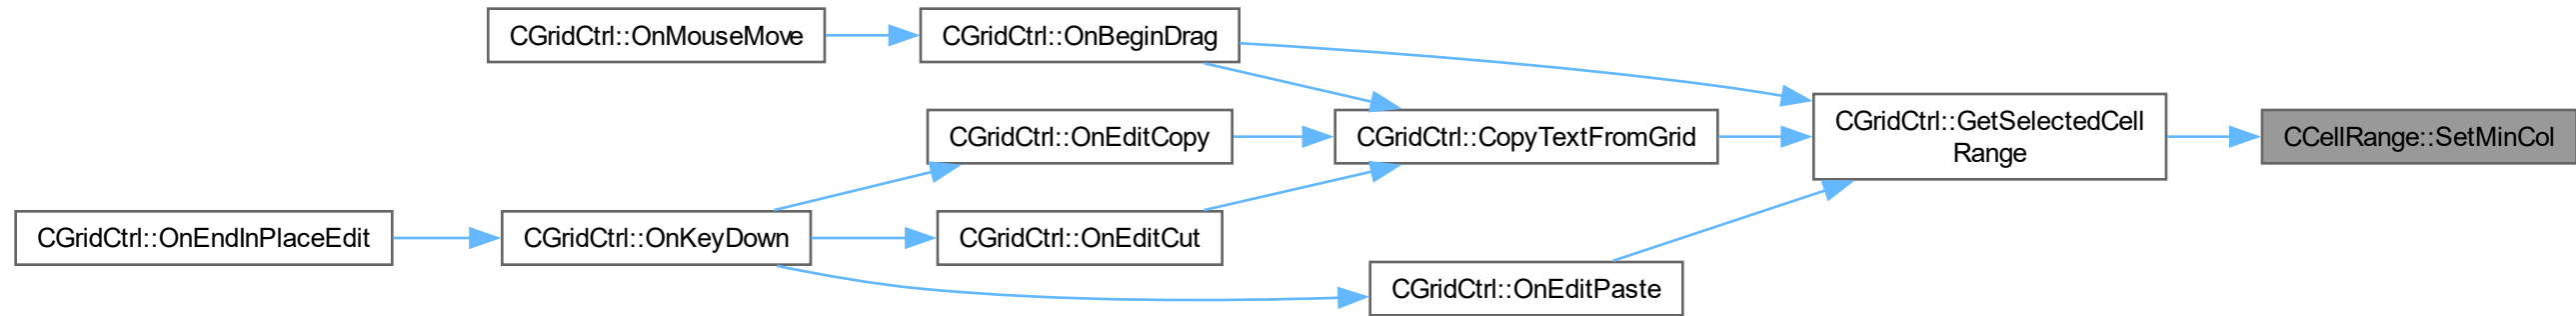 CGridCtrl::OnMouseMove
CGridCtrl::OnBeginDrag
CGridCtrl::OnEditCopy
CGridCtrl::CopyTextFromGrid
CGridCtrl::GetSelectedCell
Range
CCellRange::SetMinCol
CGridCtrl::OnEndInPlaceEdit
CGridCtrl::OnKeyDown
CGridCtrl::OnEditCut
CGridCtrl::OnEditPaste